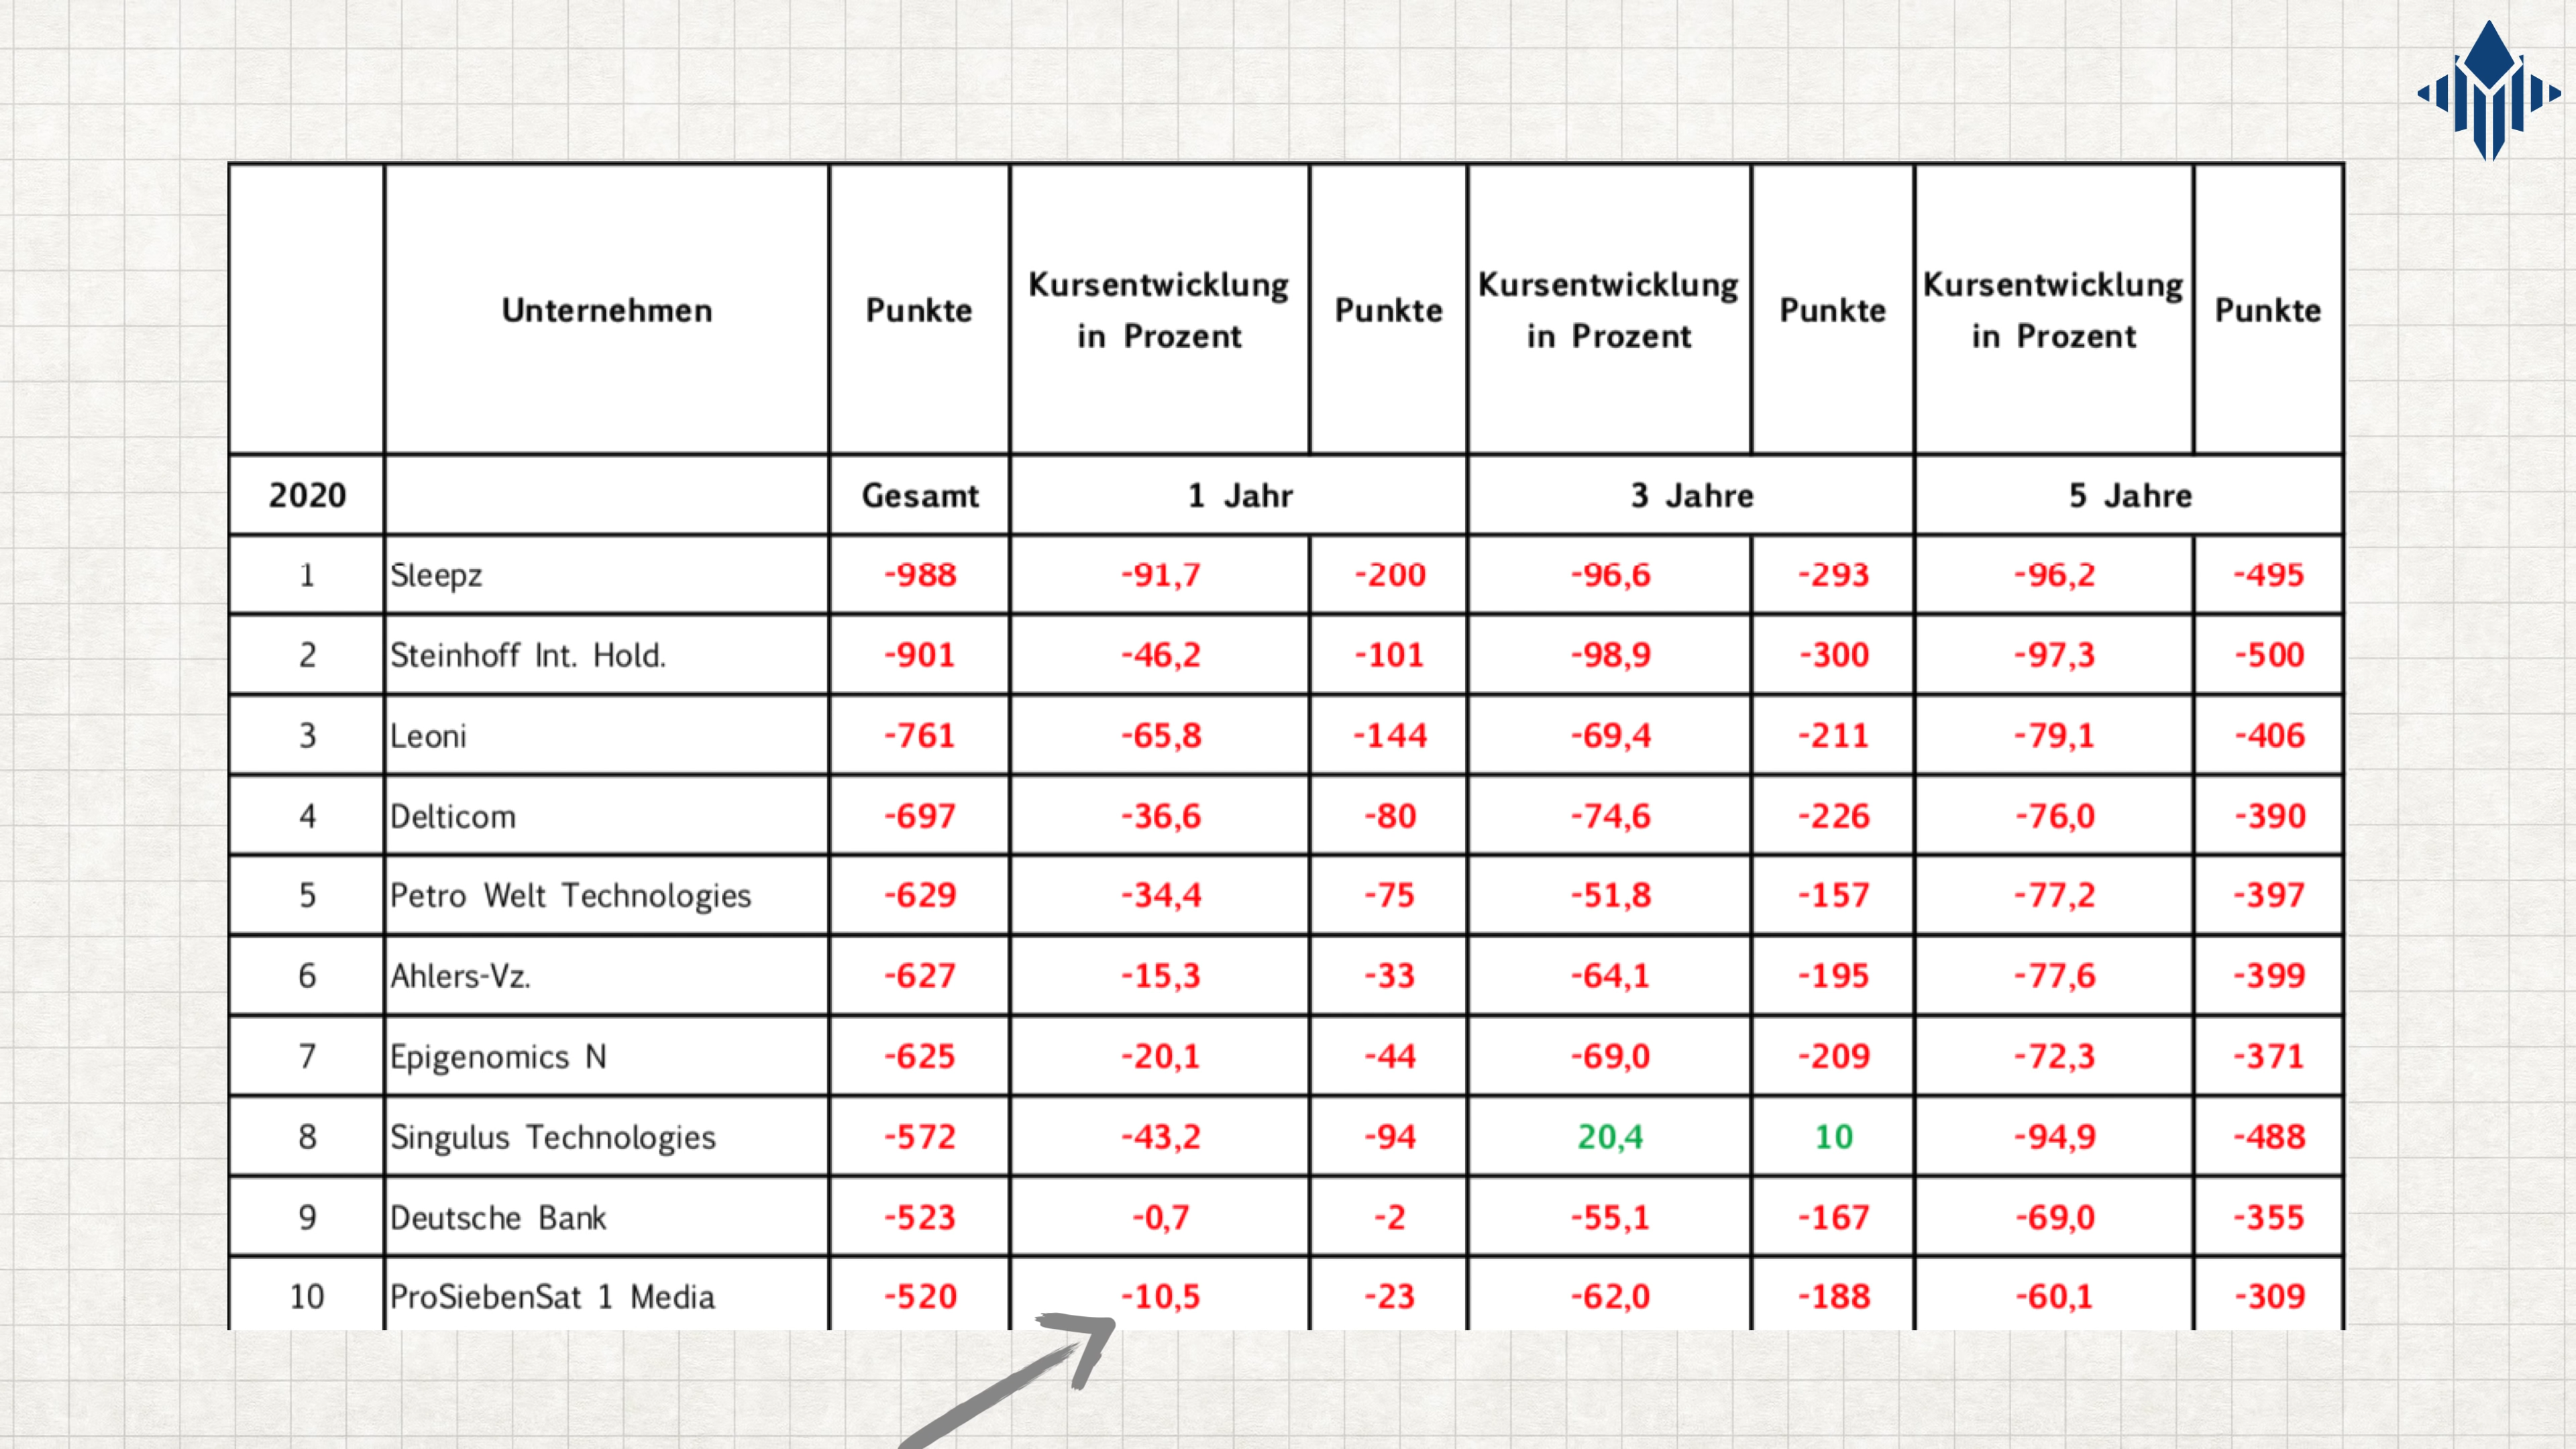 Unternehmen Punkte Kursentwicklung in Prozent Punkte Kursentwicklung in Prozent Punkte Kursentwicklung in Prozent Punkte
2020 Gesamt 1 Jahr 3 Jahre 5 Jahre
1 Sleepz -988 -91,7 -200 -96,6 -293 -96,2 -495
2 Steinhoff Int. Hold. -901 -46,2 -101 -98,9 -300 -97,3 -500
3 Leoni -761 -65,8 -144 -69,4 -211 -79,1 -406
4 Delticom -697 -36,6 -80 -74,6 -226 -76,0 -390
5 Petro Welt Technologies -629 -34,4 -75 -51,8 -157 -77,2 -397
6 Ahlers-Vz. -627 -15,3 -33 -64,1 -195 -77,6 -399
7 Epigenomics N -625 -20,1 -44 -69,0 -209 -72,3 -371
8 Singulus Technologies -572 -43,2 -94 20,4 10 -94,9 -488
9 Deutsche Bank -523 -0,7 -2 -55,1 -167 -69,0 -355
10 ProSiebenSat 1 Media -520 -10,5 -23 -62,0 -188 -60,1 -309